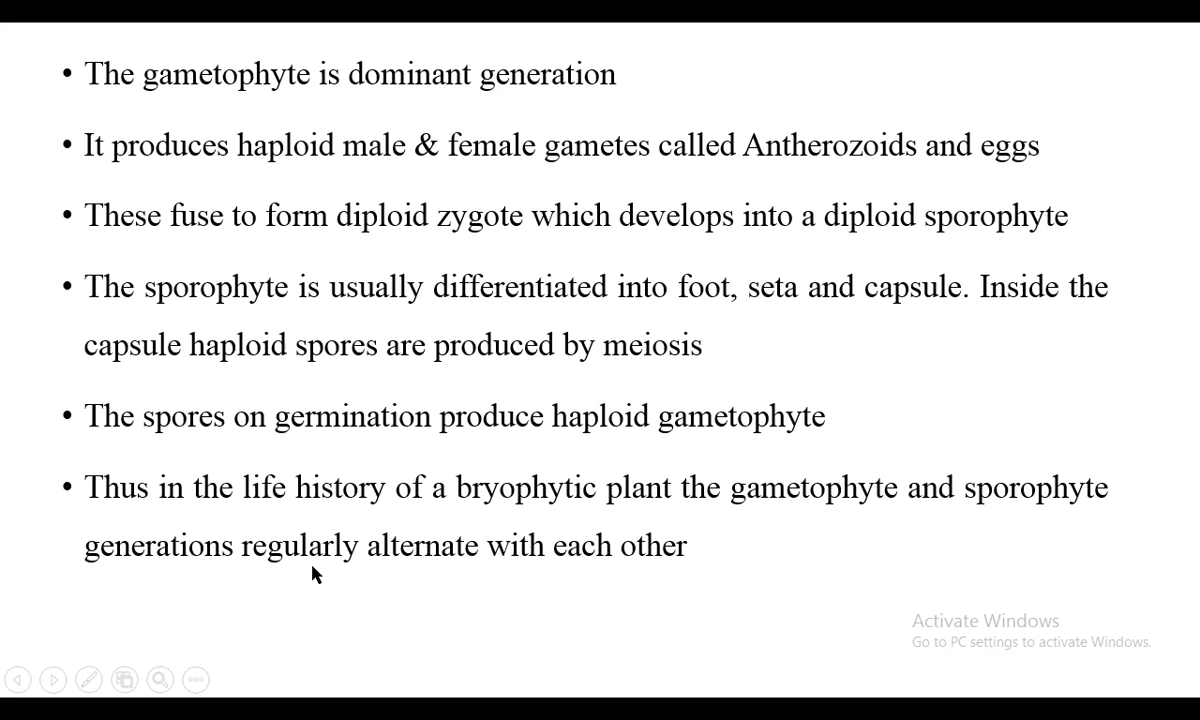 • The gametophyte is dominant generation
• It produces haploid male & female gametes called Antherozoids and eggs
• These fuse to form diploid zygote which develops into a diploid sporophyte
• The sporophyte is usually differentiated into foot, seta and capsule. Inside the
capsule haploid spores are produced by meiosis
• The spores on germination produce haploid gametophyte
• Thus in the life history of a bryophytic plant the gametophyte and sporophyte
generations regularly alternate with each other
Activate Windows
Go to PC settings to activate Windows.